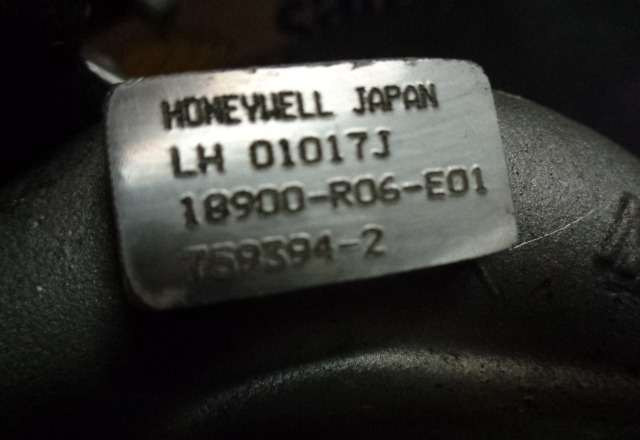 HONEYWELL JAPAN
LH 01017J
18900-R06-E01
759394-2